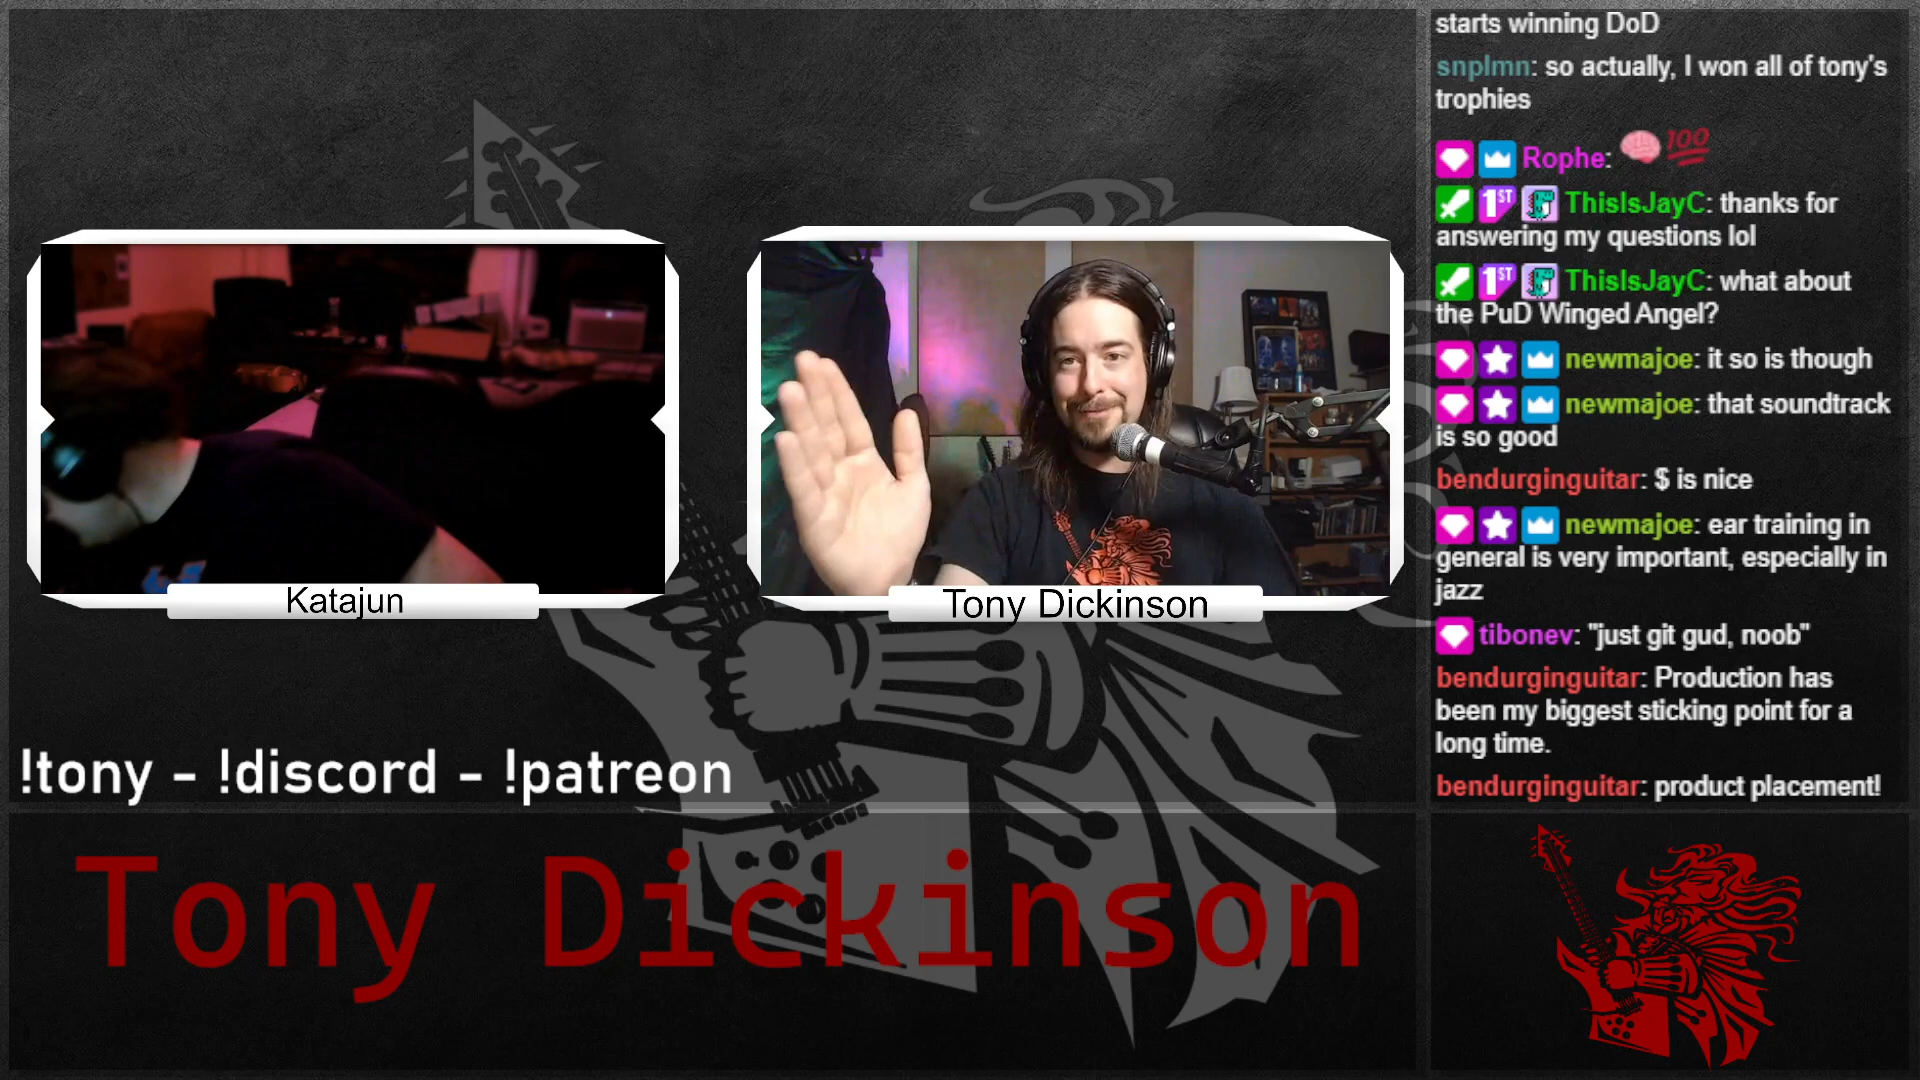 starts winning DoD
snplmn: so actually, I won all of tony's
trophies
Rophe: 100
1ST ThisIsJayC: thanks for
answering my questions lol
1ST ThisIsJayC: what about
the PuD Winged Angel?
newmajoe: it so is though
newmajoe: that soundtrack
is so good
bendurginguitar: $ is nice
newmajoe: ear training in
general is very important, especially in
jazz
tibonev: "just git gud, noob"
bendurginguitar: Production has
been my biggest sticking point for a
long time.
bendurginguitar: product placement!
Katajun
Tony Dickinson
!tony - !discord - !patreon
Tony Dickinson